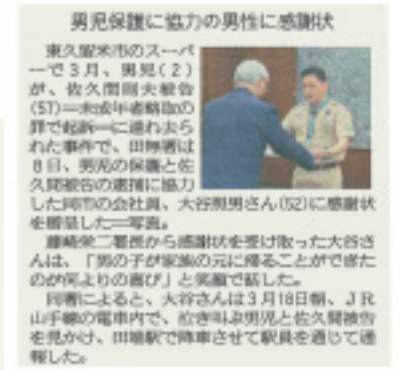 男児保護に協力の男性に感謝状
東久留米市のスーパ
ーで3月、男児(2)
が、佐久間 被告
(57)=未成年者略取の
罪で起訴=に連れ去ら
れた事件で、田無署は
8日、男児の保護と佐
久間被告の逮捕に協力
した同市の会社員、大谷 さん(52)に感謝状
を贈呈した=写真。
藤崎栄二署長から感謝状を受け取った大谷さ
んは、「男の子が家族の元に帰ることができた
のが何よりの喜び」と笑顔で話した。
同署によると、大谷さんは3月18日朝、JR
山手線の電車内で、泣き叫ぶ男児と佐久間被告
を見かけ、田端駅で降車させて駅員を通じて通
報した。